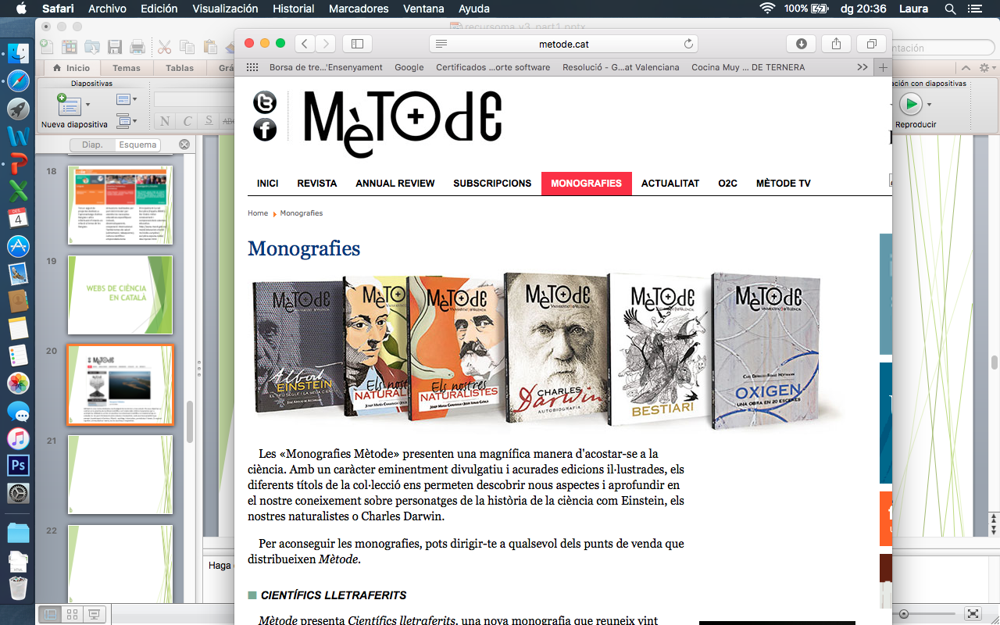 Safari Archivo Edición Visualización Historial Marcadores Ventana Ayuda 100% dg 20:36 Laura
recursoma v3_part1.pptx
metode.cat
Borsa de tre...'Ensenyament Google Certificados ...orte software Resolució - G...at Valenciana Cocina Muy ... DE TERNERA
Inicio Temas Tablas
Diapositivas
Nueva diapositiva
N C S ABC
Diap. Esquema
ación con diapositivas
Reproducir
18
19
WEBS DE CIÈNCIA
EN CATALÀ
20
21
22
DES
4
Ps
Haga
MèTOdE
INICI REVISTA ANNUAL REVIEW SUBSCRIPCIONS MONOGRAFIES ACTUALITAT O2C MÈTODE TV
Home Monografies
Monografies
MèTOdE MèTO MèTOdE MèTOdE MèTOdE MèTOdE
Albert
EINSTEIN
Els nostres
NATURALISTES
Els nostres
NATURALISTES
CHARLES
Darwin
AUTOBIOGRAFIA
BESTIARI
OXIGEN
UNA OBRA EN 20 ESCENES
Les «Monografies Mètode» presenten una magnífica manera d'acostar-se a la
ciència. Amb un caràcter eminentment divulgatiu i acurades edicions il·lustrades, els
diferents títols de la col·lecció ens permeten descobrir nous aspectes i aprofundir en
el nostre coneixement sobre personatges de la història de la ciència com Einstein, els
nostres naturalistes o Charles Darwin.
Per aconseguir les monografies, pots dirigir-te a qualsevol dels punts de venda que
distribueixen Mètode.
CIENTÍFICS LLETRAFERITS
Mètode presenta Científics lletraferits, una nova monografia que reuneix vint